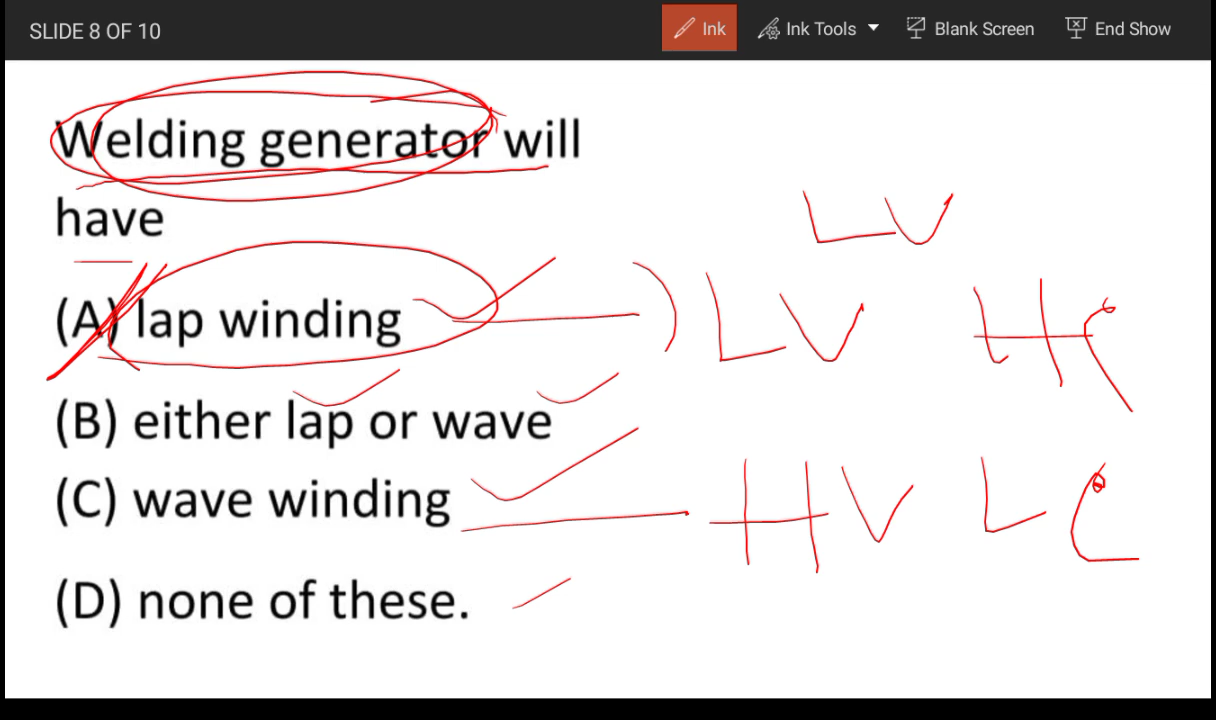 SLIDE 8 OF 10 Ink Ink Tools Blank Screen End Show
Welding generator will
have
LV
(A) lap winding LV HC
(B) either lap or wave
(C) wave winding HV LC
(D) none of these.